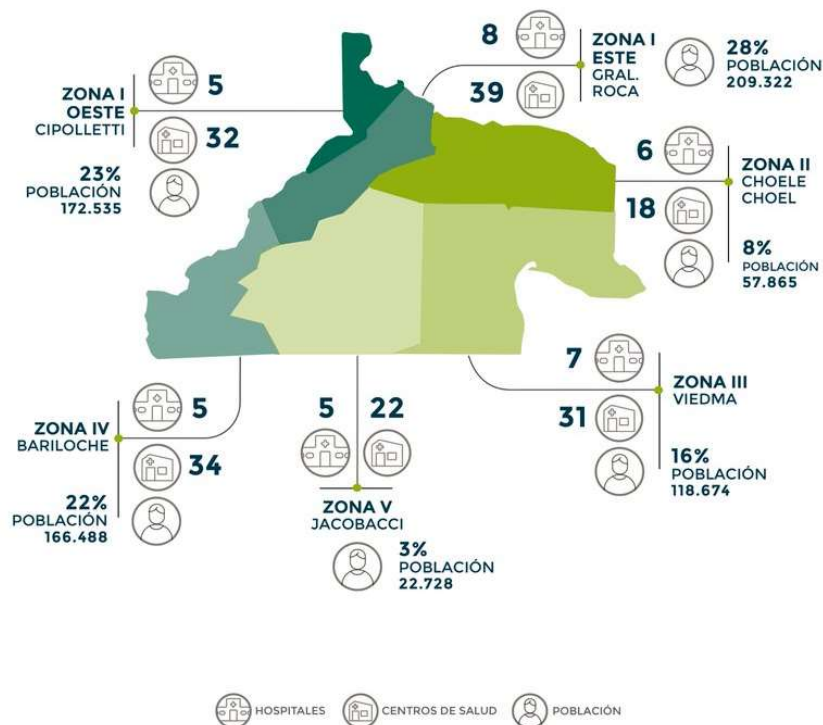 8
39
ZONA I
ESTE
GRAL.
ROCA
28%
POBLACIÓN
209.322
ZONA I
OESTE
CIPOLLETTI
5
32
23%
POBLACIÓN
172.535
6
18
ZONA II
CHOELE
CHOEL
8%
POBLACIÓN
57.865
7
31
ZONA III
VIEDMA
16%
POBLACIÓN
118.674
ZONA IV
BARILOCHE
5
34
22%
POBLACIÓN
166.488
5 22
ZONA V
JACOBACCI
3%
POBLACIÓN
22.728
HOSPITALES CENTROS DE SALUD POBLACIÓN